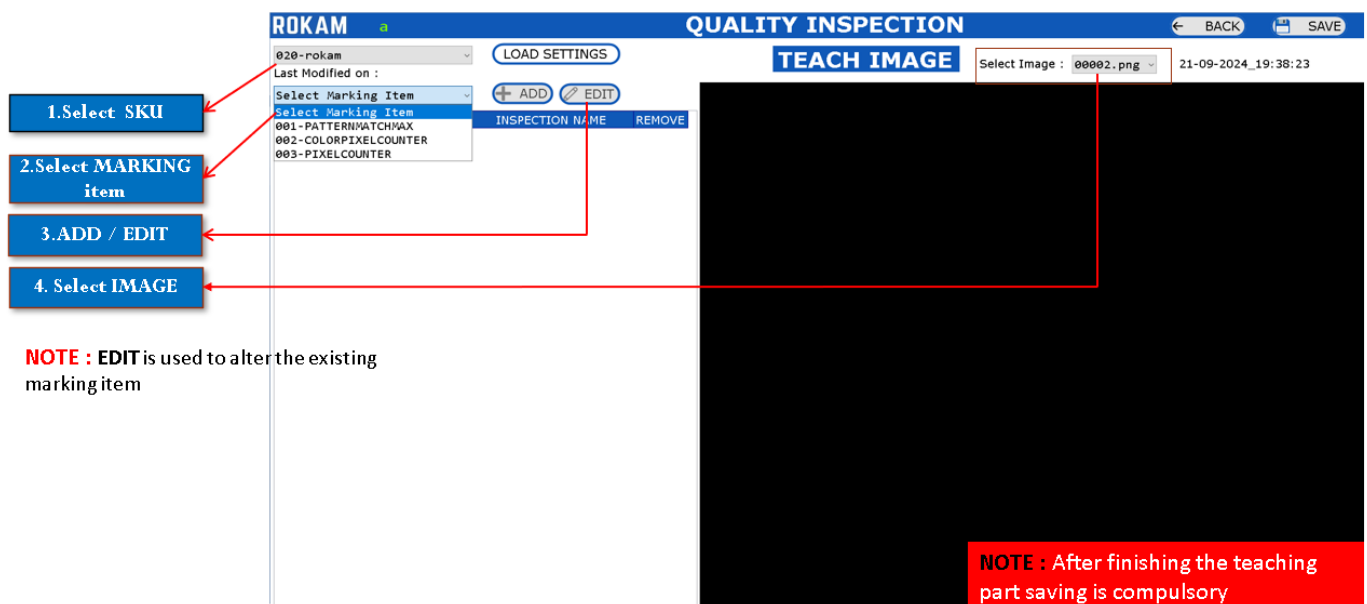 ROKAM a QUALITY INSPECTION ← BACK SAVE
020-rokam LOAD SETTINGS TEACH IMAGE Select Image : 00002.png 21-09-2024_19:38:23
Last Modified on :
Select Marking Item + ADD EDIT
Select Marking Item INSPECTION NAME REMOVE
001-PATTERNMATCHMAX
002-COLORPIXELCOUNTER
003-PIXELCOUNTER
1.Select SKU
2.Select MARKING
item
3.ADD / EDIT
4. Select IMAGE
NOTE : EDIT is used to alter the existing
marking item
NOTE : After finishing the teaching
part saving is compulsory